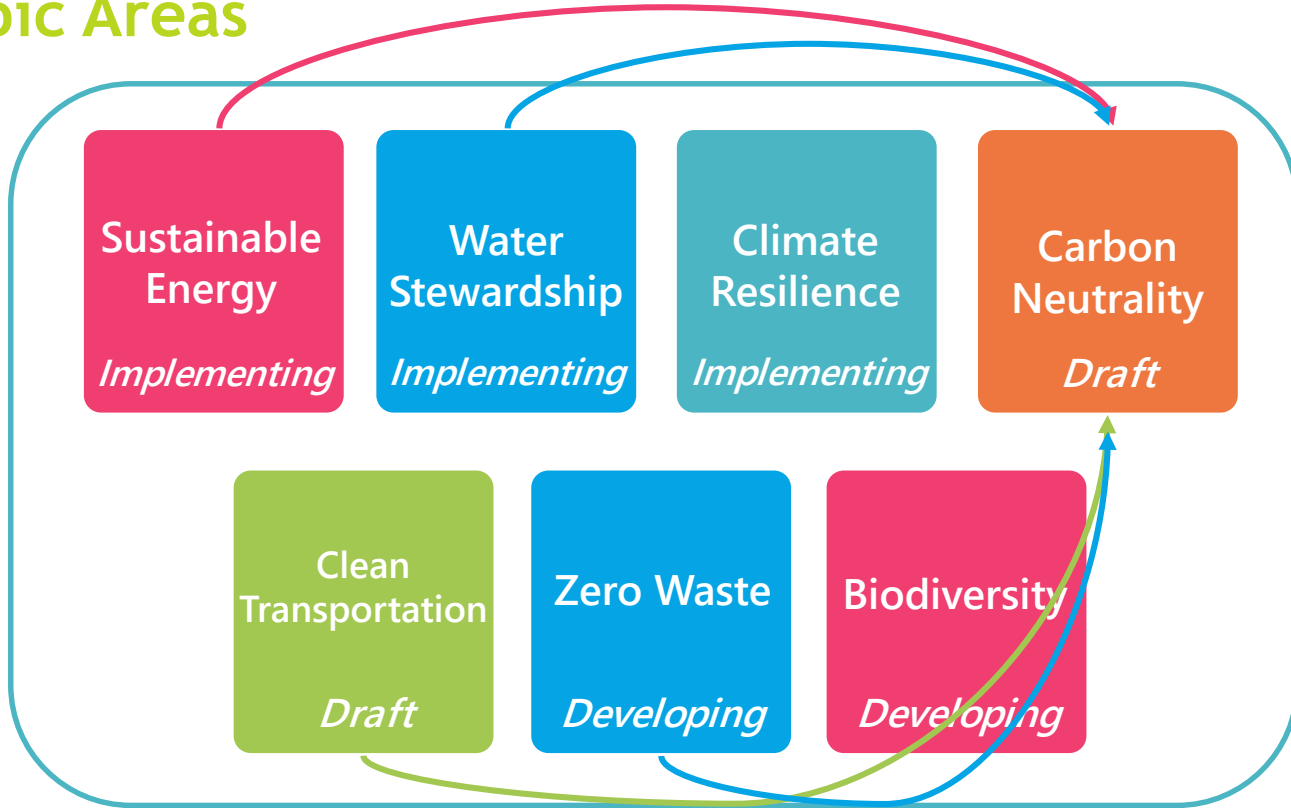 Areas
Sustainable
Energy
Implementing
Water
Stewardship
Implementing
Climate
Resilience
Implementing
Carbon
Neutrality
Draft
Clean
Transportation
Draft
Zero Waste
Developing
Biodiversity
Developing